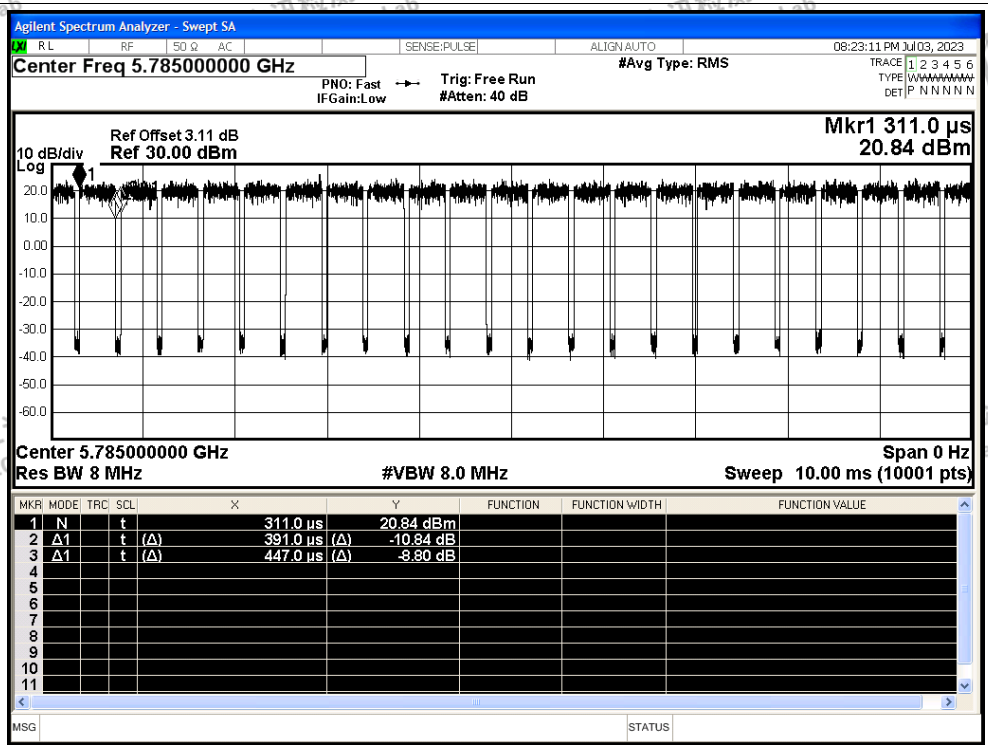 Agilent Spectrum Analyzer - Swept SA
LXI RL RF 50 Ω AC SENSE:PULSE ALIGN AUTO 08:23:11 PM Jul 03, 2023
Center Freq 5.785000000 GHz #Avg Type: RMS TRACE 1 2 3 4 5 6
PNO: Fast Trig: Free Run TYPE WWWWWW
IFGain:Low #Atten: 40 dB DET P N N N N N
Ref Offset 3.11 dB Mkr1 311.0 µs
10 dB/div Ref 30.00 dBm 20.84 dBm
Log
1
20.0
10.0
0.00
-10.0
-20.0
-30.0
-40.0
-50.0
-60.0
Center 5.785000000 GHz Span 0 Hz
Res BW 8 MHz #VBW 8.0 MHz Sweep 10.00 ms (10001 pts)
MKR MODE TRC SCL X Y FUNCTION FUNCTION WIDTH FUNCTION VALUE
1 N t 311.0 µs 20.84 dBm
2 Δ1 t (Δ) 391.0 µs (Δ) -10.84 dB
3 Δ1 t (Δ) 447.0 µs (Δ) -8.80 dB
4
5
6
7
8
9
10
11
MSG STATUS